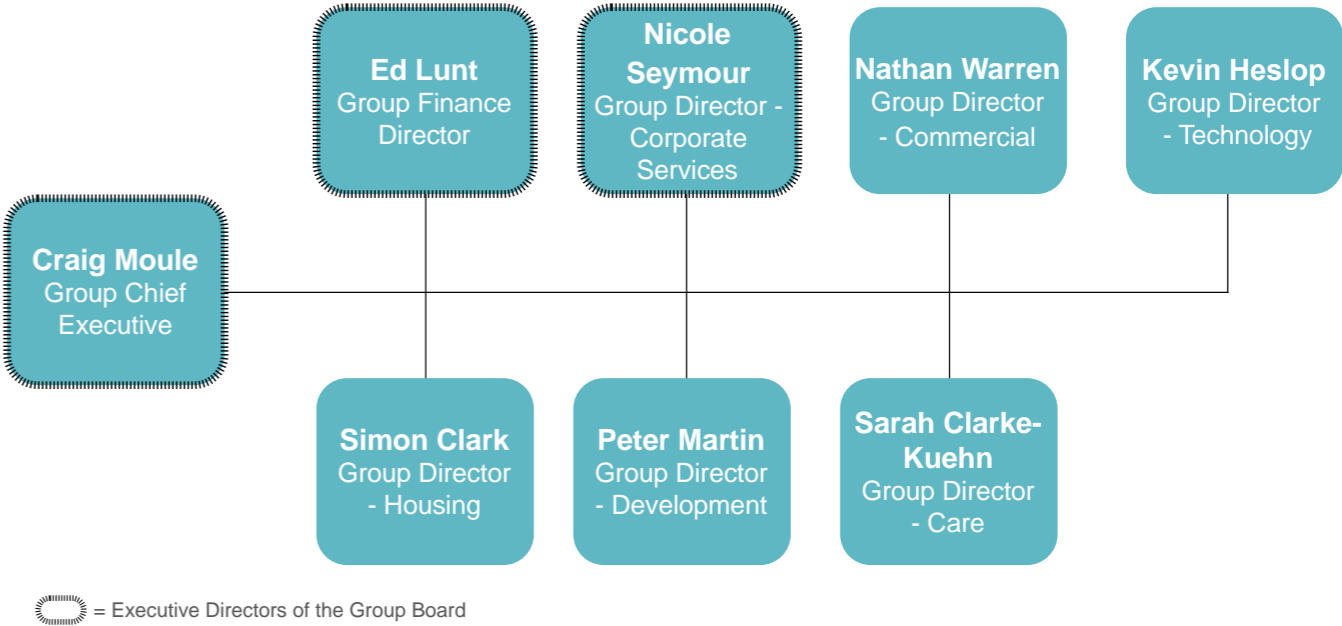 Ed Lunt
Group Finance
Director
Nicole
Seymour
Group Director -
Corporate
Services
Nathan Warren
Group Director
- Commercial
Kevin Heslop
Group Director
- Technology
Craig Moule
Group Chief
Executive
Simon Clark
Group Director
- Housing
Peter Martin
Group Director
- Development
Sarah Clarke-
Kuehn
Group Director
- Care
= Executive Directors of the Group Board